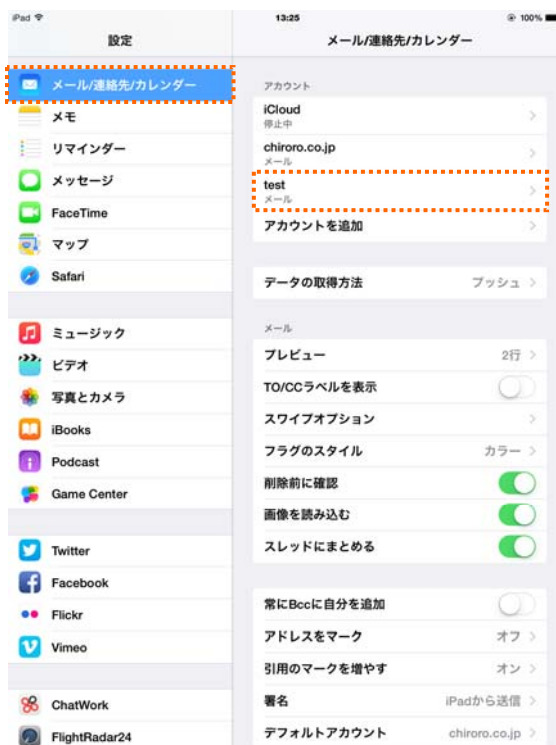 iPad
13:25
100%
設定
メール/連絡先/カレンダー
メール/連絡先/カレンダー
メモ
リマインダー
メッセージ
FaceTime
マップ
Safari
ミュージック
ビデオ
写真とカメラ
iBooks
Podcast
Game Center
Twitter
Facebook
Flickr
Vimeo
ChatWork
FlightRadar24
アカウント
iCloud
停止中
chiroro.co.jp
メール
test
メール
アカウントを追加
データの取得方法 プッシュ
メール
プレビュー 2行
TO/CCラベルを表示
スワイプオプション
フラグのスタイル カラー
削除前に確認
画像を読み込む
スレッドにまとめる
常にBccに自分を追加
アドレスをマーク オフ
引用のマークを増やす オン
署名 iPadから送信
デフォルトアカウント chiroro.co.jp